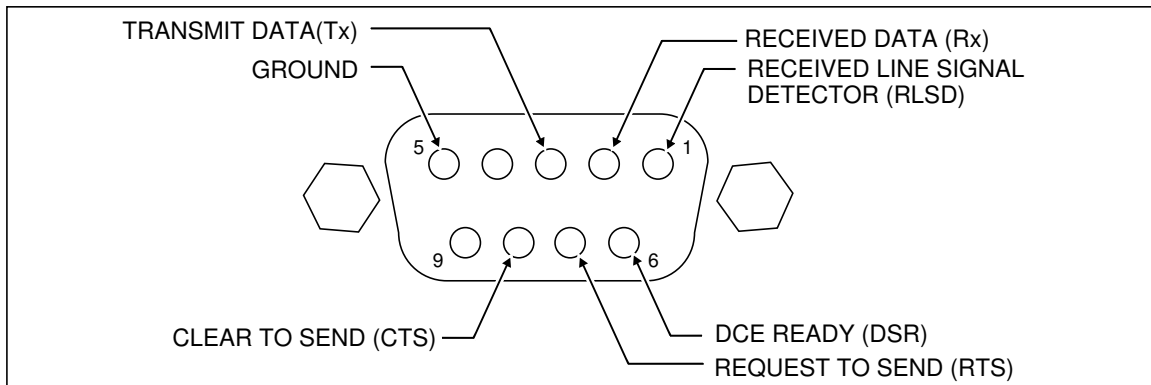 TRANSMIT DATA(Tx)
RECEIVED DATA (Rx)
GROUND
RECEIVED LINE SIGNAL
DETECTOR (RLSD)
5
1
9
6
CLEAR TO SEND (CTS)
DCE READY (DSR)
REQUEST TO SEND (RTS)